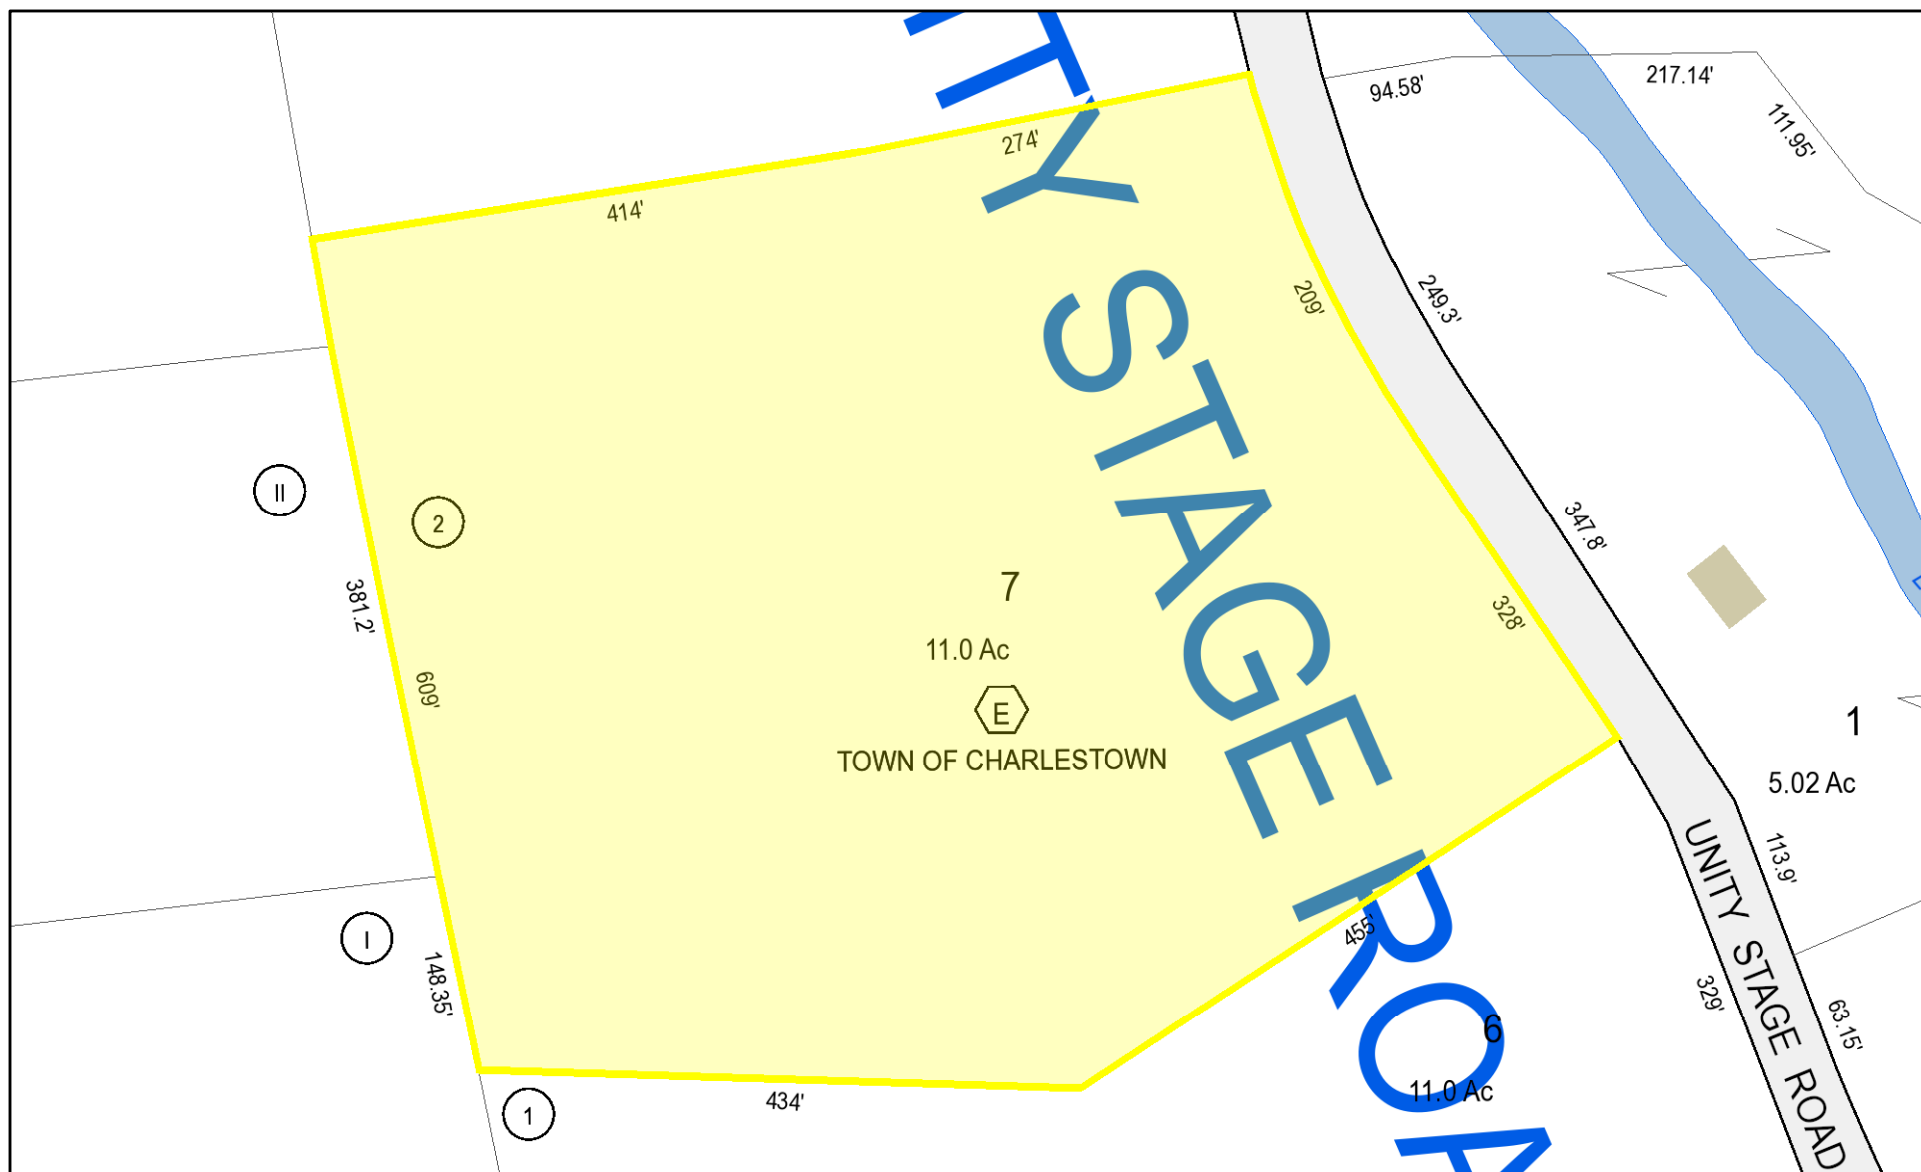 ITY STAGE ROA
94.58'
217.14'
111.95'
274'
414'
209'
249.3'
II
2
347.8'
381.2'
7
328'
11.0 Ac
609'
E
TOWN OF CHARLESTOWN
1
5.02 Ac
113.9'
UNITY STAGE ROAD
455'
I
148.35'
329'
63.15'
6
11.0 Ac
434'
1